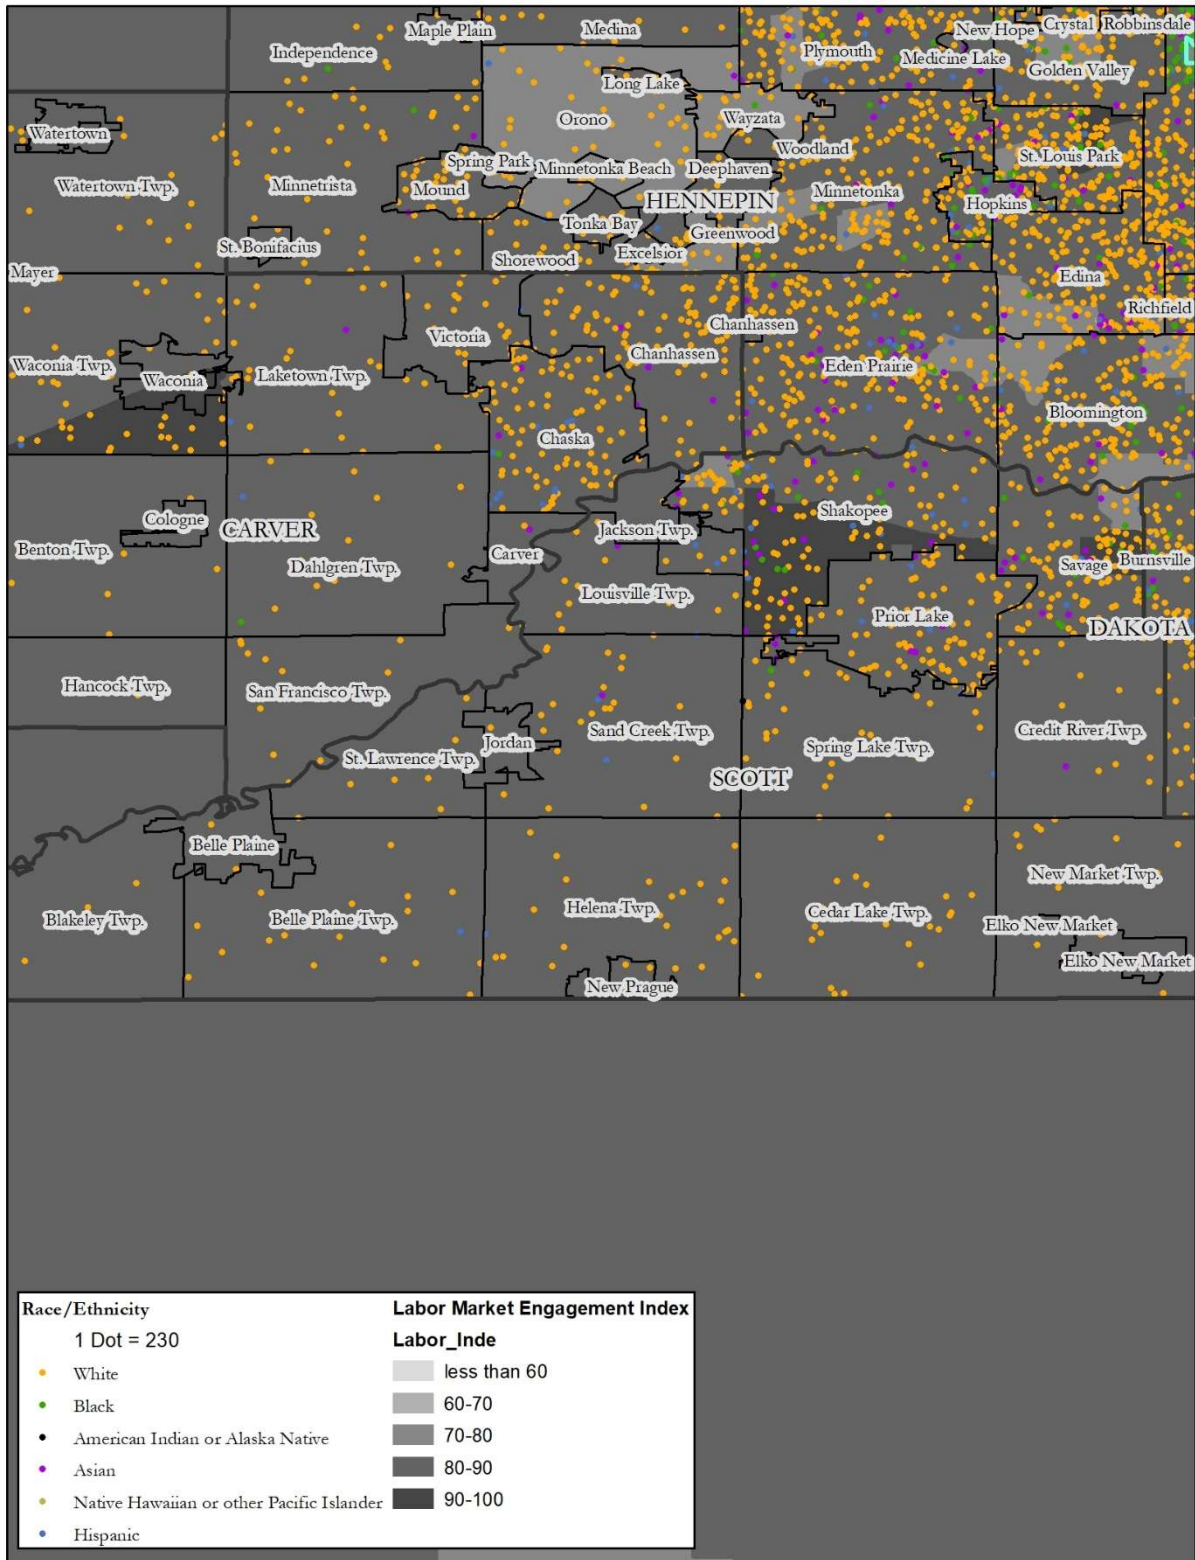 Maple Plain
Medina
New Hope
Crystal
Robbinsdale
Independence
Plymouth
Medicine Lake
Golden Valley
Long Lake
Orono
Wayzata
Watertown
Woodland
St. Louis Park
Spring Park
Minnetonka Beach
Deephaven
Watertown Twp.
Minnetrista
Mound
HENNEPIN
Minnetonka
Hopkins
Tonka Bay
Greenwood
St. Bonifacius
Excelsior
Shorewood
Mayer
Edina
Richfield
Victoria
Chanhassen
Waconia Twp.
Waconia
Laketown Twp.
Chanhassen
Eden Prairie
Bloomington
Chaska
Cologne
CARVER
Jackson Twp.
Shakopee
Benton Twp.
Dahlgren Twp.
Carver
Louisville Twp.
Savage
Burnsville
Prior Lake
DAKOTA
Hancock Twp.
San Francisco Twp.
Jordan
Sand Creek Twp.
Spring Lake Twp.
Credit River Twp.
St. Lawrence Twp.
SCOTT
Belle Plaine
New Market Twp.
Blakeley Twp.
Belle Plaine Twp.
Helena Twp.
Cedar Lake Twp.
Elko New Market
Elko New Market
New Prague
Race/Ethnicity
1 Dot = 230
White
Black
American Indian or Alaska Native
Asian
Native Hawaiian or other Pacific Islander
Hispanic
Labor Market Engagement Index
Labor_Inde
less than 60
60-70
70-80
80-90
90-100